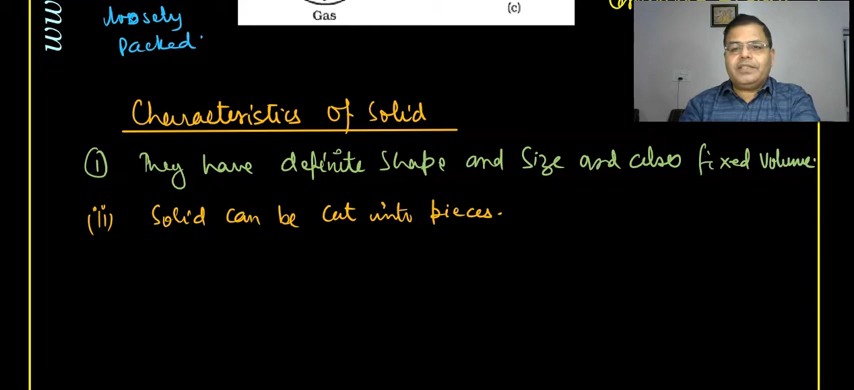 www
loosely
Gas
(c)
Packed.
Characteristics of Solid
(i) They have definite shape and size and also fixed volume.
(ii) Solid can be cut into pieces.